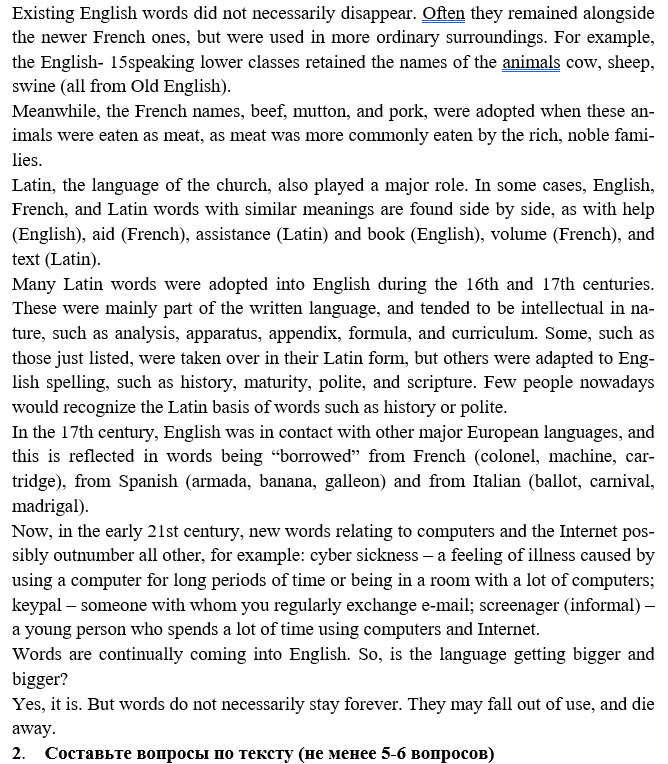 Existing English words did not necessarily disappear. Often they remained alongside
the newer French ones, but were used in more ordinary surroundings. For example,
the English- 15speaking lower classes retained the names of the animals cow, sheep,
swine (all from Old English).
Meanwhile, the French names, beef, mutton, and pork, were adopted when these an-
imals were eaten as meat, as meat was more commonly eaten by the rich, noble fami-
lies.
Latin, the language of the church, also played a major role. In some cases, English,
French, and Latin words with similar meanings are found side by side, as with help
(English), aid (French), assistance (Latin) and book (English), volume (French), and
text (Latin).
Many Latin words were adopted into English during the 16th and 17th centuries.
These were mainly part of the written language, and tended to be intellectual in na-
ture, such as analysis, apparatus, appendix, formula, and curriculum. Some, such as
those just listed, were taken over in their Latin form, but others were adapted to Eng-
lish spelling, such as history, maturity, polite, and scripture. Few people nowadays
would recognize the Latin basis of words such as history or polite.
In the 17th century, English was in contact with other major European languages, and
this is reflected in words being “borrowed” from French (colonel, machine, car-
tridge), from Spanish (armada, banana, galleon) and from Italian (ballot, carnival,
madrigal).
Now, in the early 21st century, new words relating to computers and the Internet pos-
sibly outnumber all other, for example: cyber sickness – a feeling of illness caused by
using a computer for long periods of time or being in a room with a lot of computers;
keypal – someone with whom you regularly exchange e-mail; screenager (informal) –
a young person who spends a lot of time using computers and Internet.
Words are continually coming into English. So, is the language getting bigger and
bigger?
Yes, it is. But words do not necessarily stay forever. They may fall out of use, and die
away.
2. Составьте вопросы по тексту (не менее 5-6 вопросов)